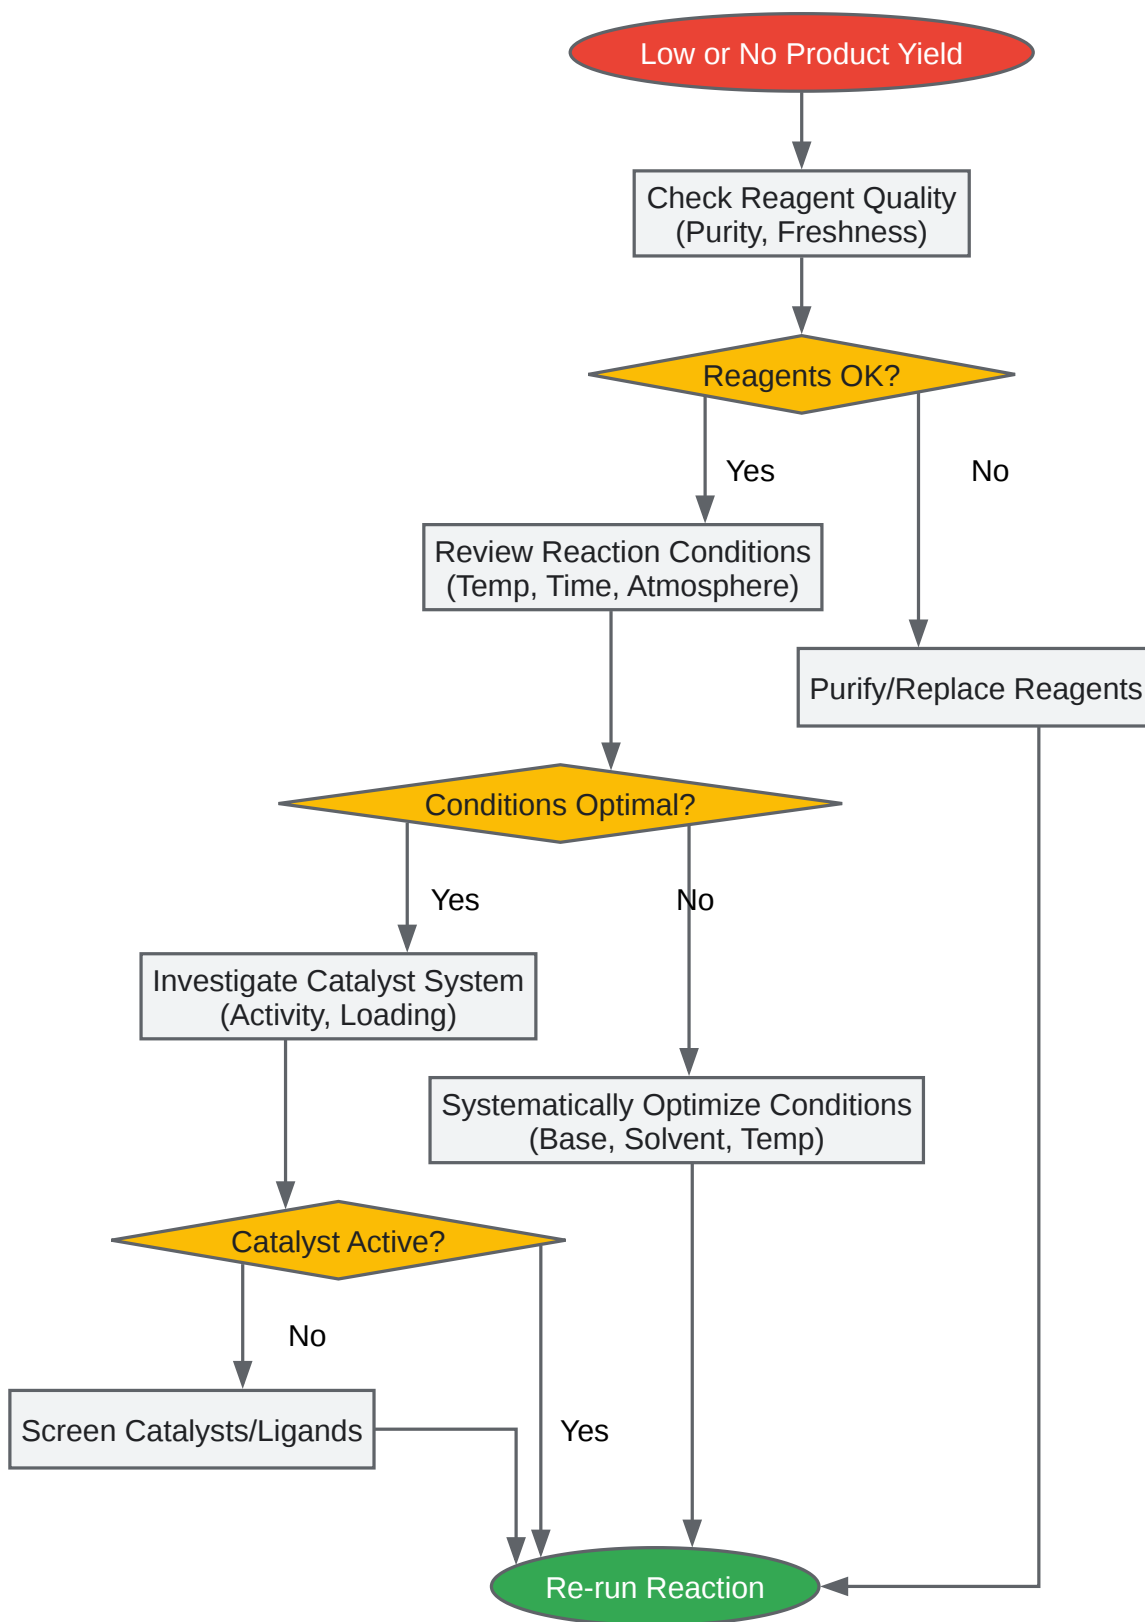 Low or No Product Yield
Check Reagent Quality
(Purity, Freshness)
Reagents OK?
Yes
No
Review Reaction Conditions
(Temp, Time, Atmosphere)
Purify/Replace Reagents
Conditions Optimal?
Yes
No
Investigate Catalyst System
(Activity, Loading)
Systematically Optimize Conditions
(Base, Solvent, Temp)
Catalyst Active?
No
Screen Catalysts/Ligands
Yes
Re-run Reaction